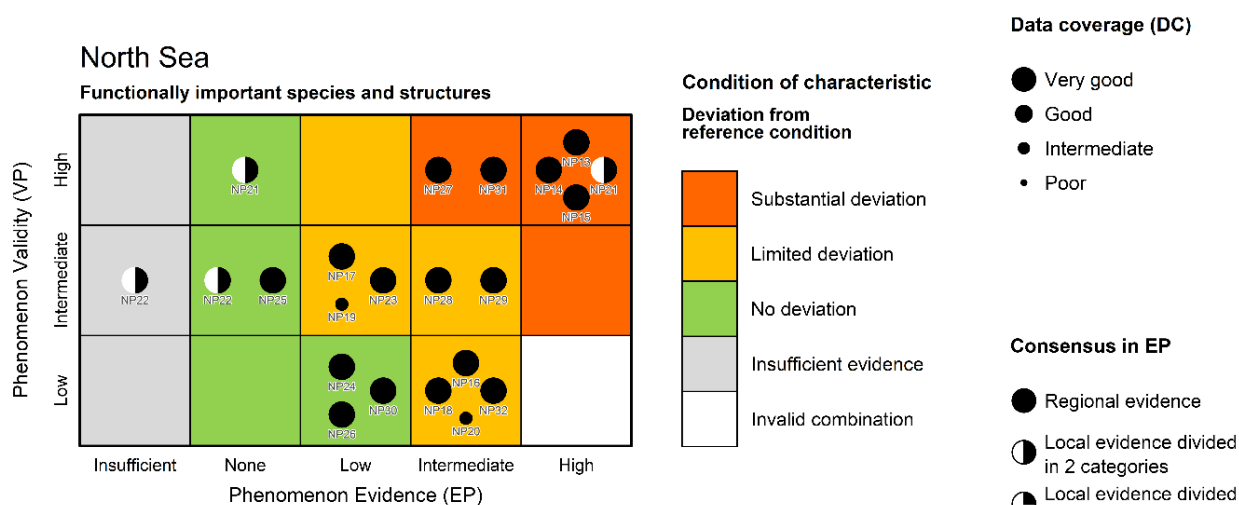 North Sea
Functionally important species and structures
Phenomenon Validity (VP)
High
Intermediate
Low
NP21
NP27
NP31
NP13
NP14
NP21
NP15
NP22
NP22
NP25
NP17
NP23
NP19
NP28
NP29
NP24
NP30
NP26
NP16
NP18
NP32
NP20
Insufficient
None
Low
Intermediate
High
Phenomenon Evidence (EP)
Condition of characteristic
Deviation from
reference condition
Substantial deviation
Limited deviation
No deviation
Insufficient evidence
Invalid combination
Data coverage (DC)
Very good
Good
Intermediate
Poor
Consensus in EP
Regional evidence
Local evidence divided
in 2 categories
Local evidence divided